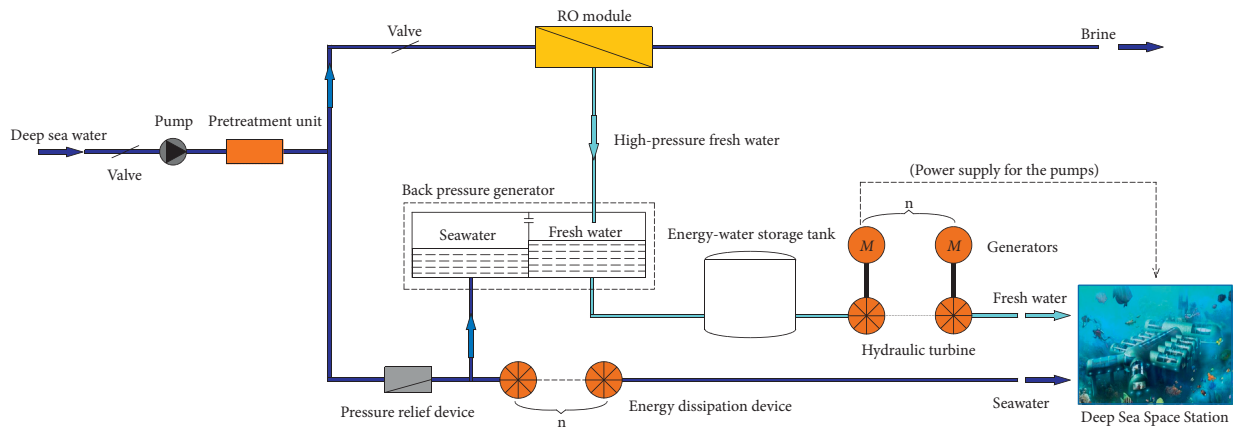 RO module
Valve
Brine
Pump
Pretreatment unit
Deep sea water
Valve
High-pressure fresh water
(Power supply for the pumps)
Back pressure generator
n
Seawater
Fresh water
Energy-water storage tank
M
M
Generators
Fresh water
Hydraulic turbine
Pressure relief device
Energy dissipation device
Seawater
n
Deep Sea Space Station